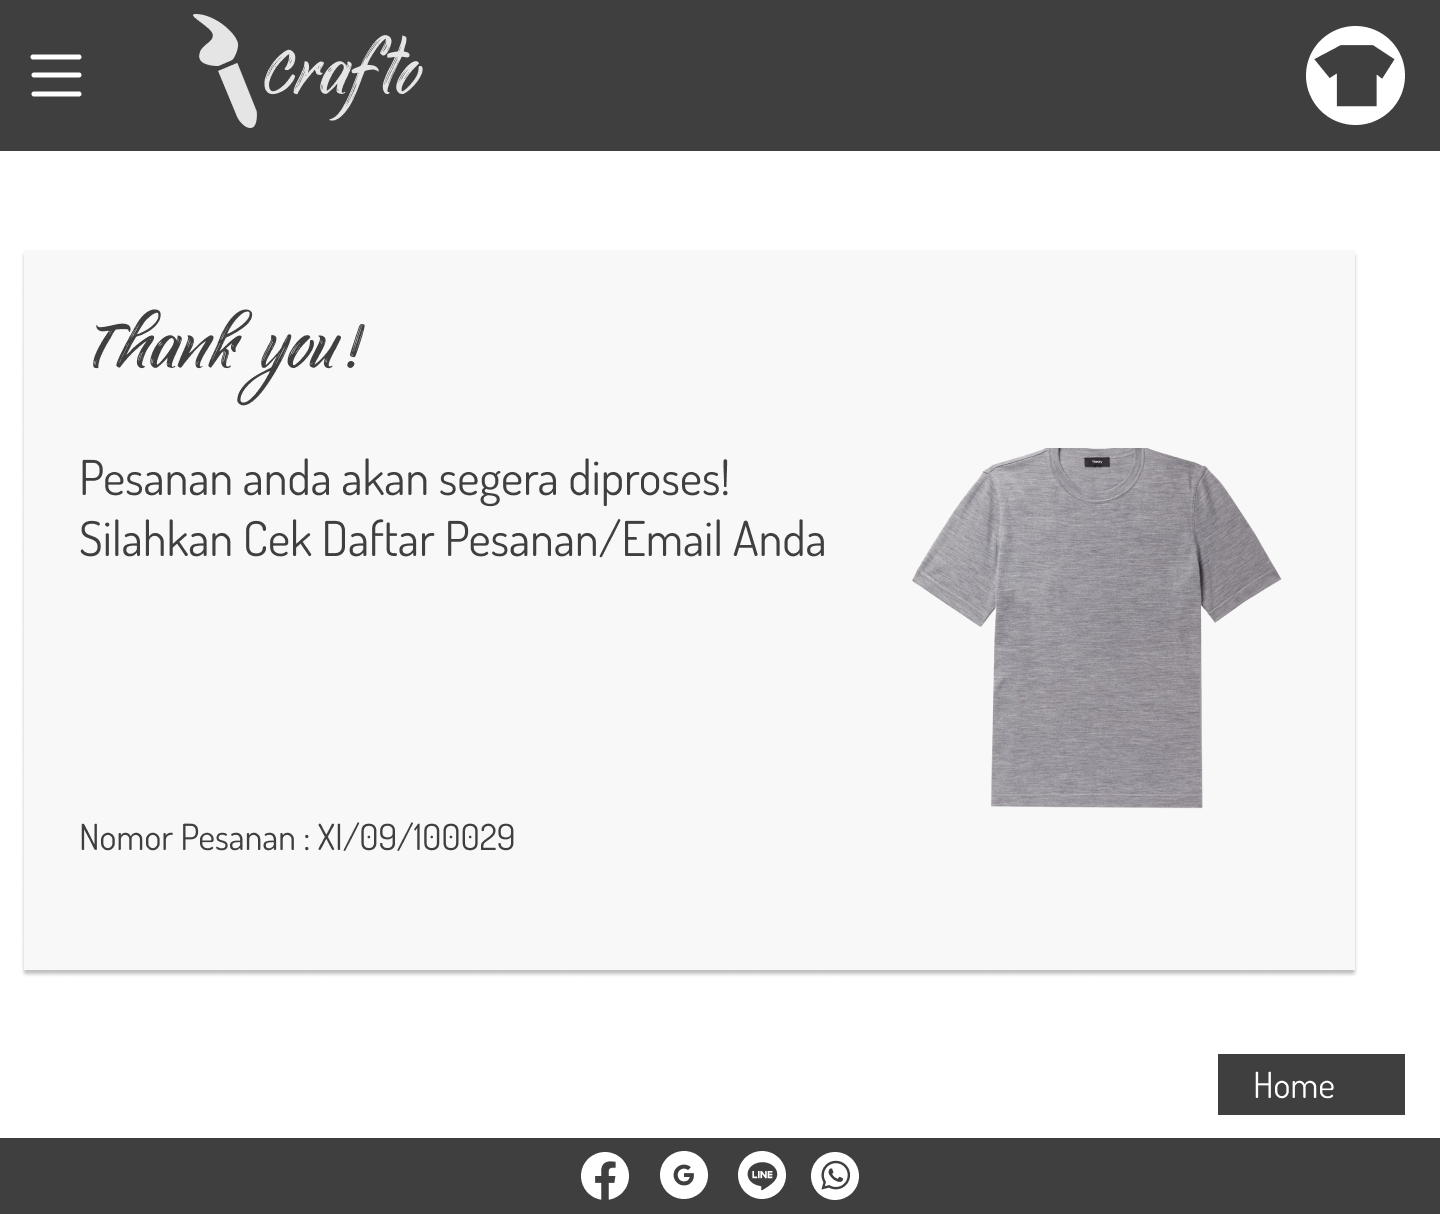 Crafto
Thank you!
Pesanan anda akan segera diproses!
Silahkan Cek Daftar Pesanan/Email Anda
Nomor Pesanan : XI/09/100029
Home
G
LINE